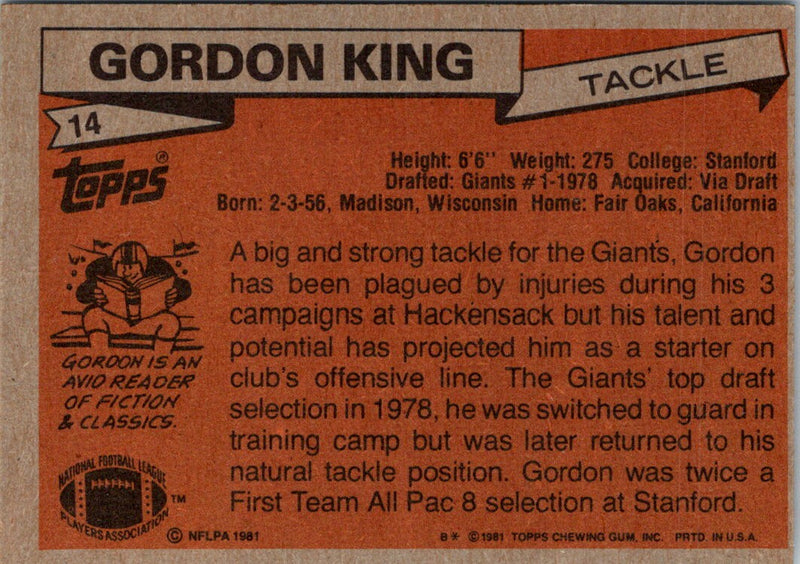 GORDON KING
TACKLE
14
TOPPS®
Height: 6'6'' Weight: 275 College: Stanford
Drafted: Giants #1-1978 Acquired: Via Draft
Born: 2-3-56, Madison, Wisconsin Home: Fair Oaks, California
A big and strong tackle for the Giants, Gordon
has been plagued by injuries during his 3
campaigns at Hackensack but his talent and
potential has projected him as a starter on
club's offensive line. The Giants' top draft
selection in 1978, he was switched to guard in
training camp but was later returned to his
natural tackle position. Gordon was twice a
First Team All Pac 8 selection at Stanford.
GORDON IS AN
AVID READER
OF FICTION
& CLASSICS.
NATIONAL FOOTBALL LEAGUE
PLAYERS ASSOCIATION
™
© NFLPA 1981
B* © 1981 TOPPS CHEWING GUM, INC. PRTD. IN U.S.A.